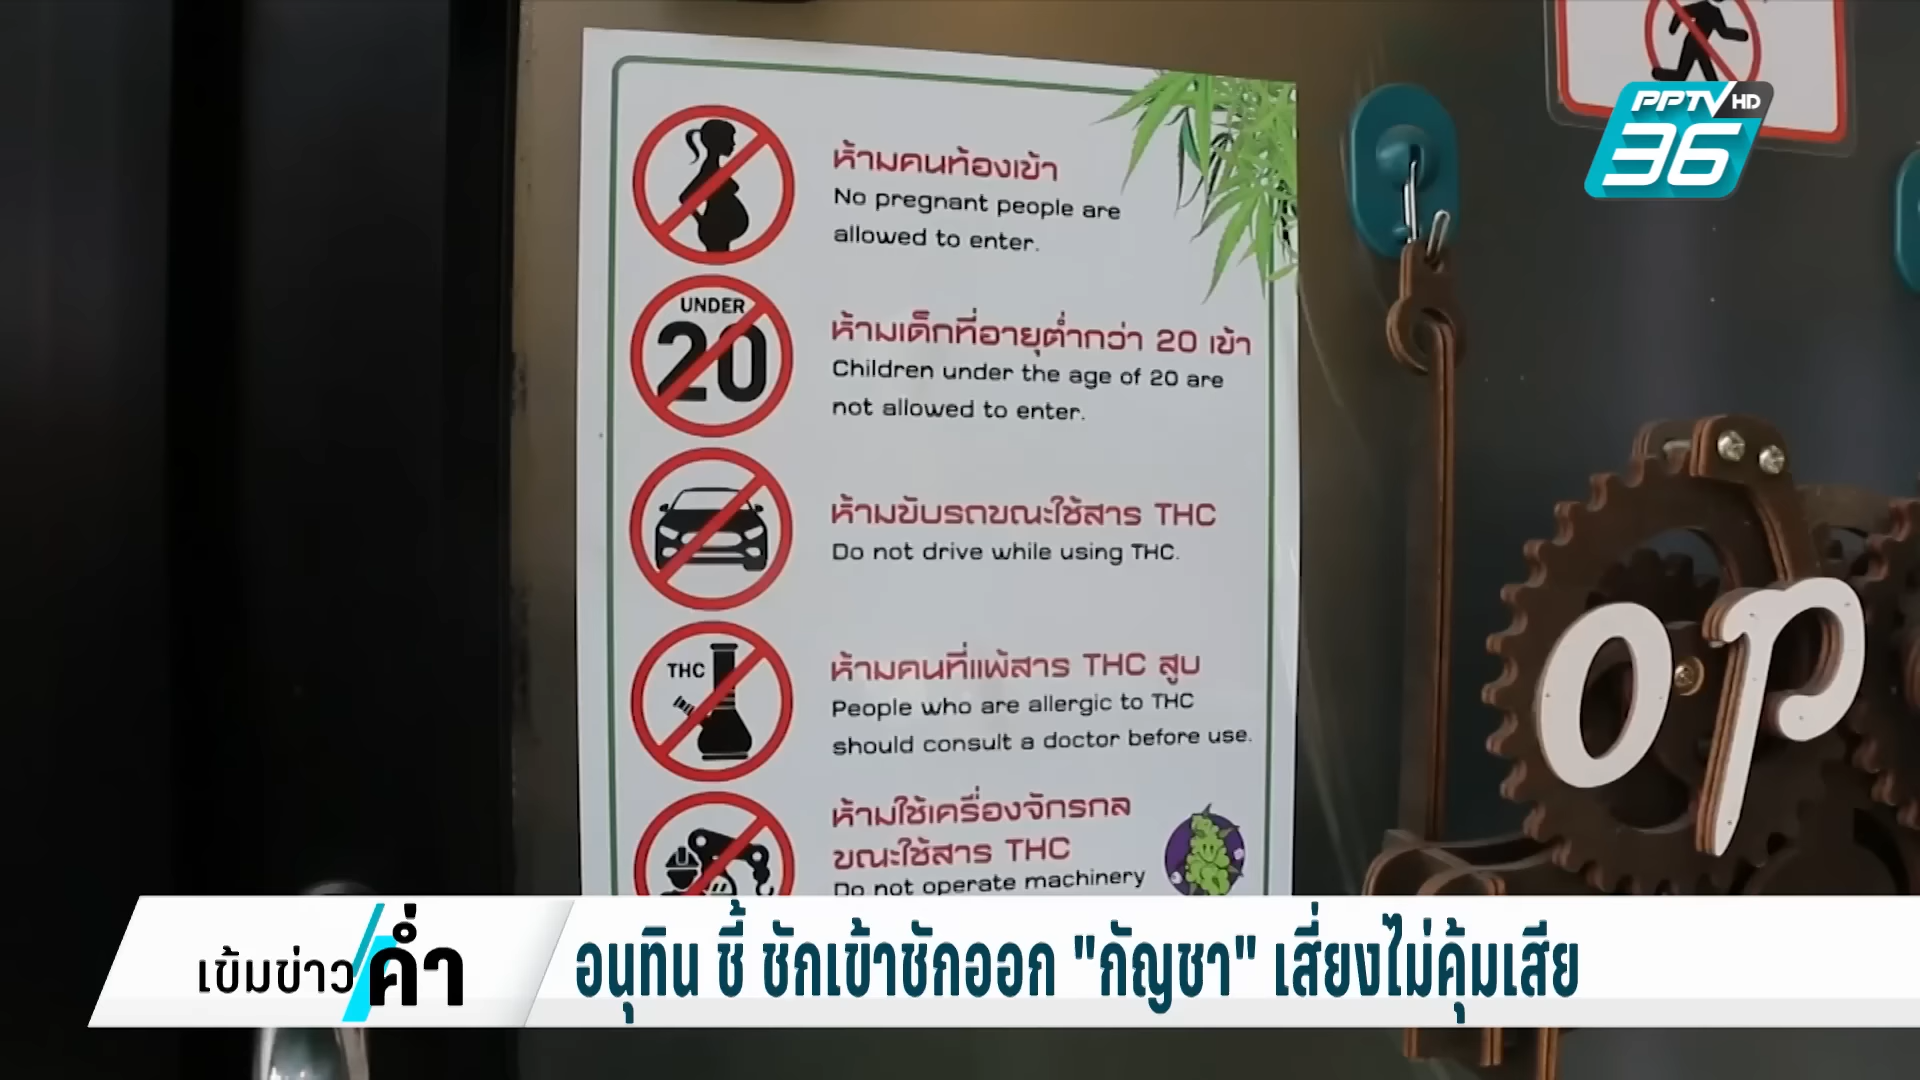 PPTV HD
36
ห้ามคนท้องเข้า
No pregnant people are
allowed to enter.
UNDER
20
ห้ามเด็กที่อายุต่ำกว่า 20 เข้า
Children under the age of 20 are
not allowed to enter.
ห้ามขับรถขณะใช้สาร THC
Do not drive while using THC.
THC
ห้ามคนที่แพ้สาร THC สูบ
People who are allergic to THC
should consult a doctor before use.
ห้ามใช้เครื่องจักรกล
ขณะใช้สาร THC
Do not operate machinery
op
เข้มข่าวค่ำ
อนุทิน ชี้ ชักเข้าชักออก "กัญชา" เสี่ยงไม่คุ้มเสีย